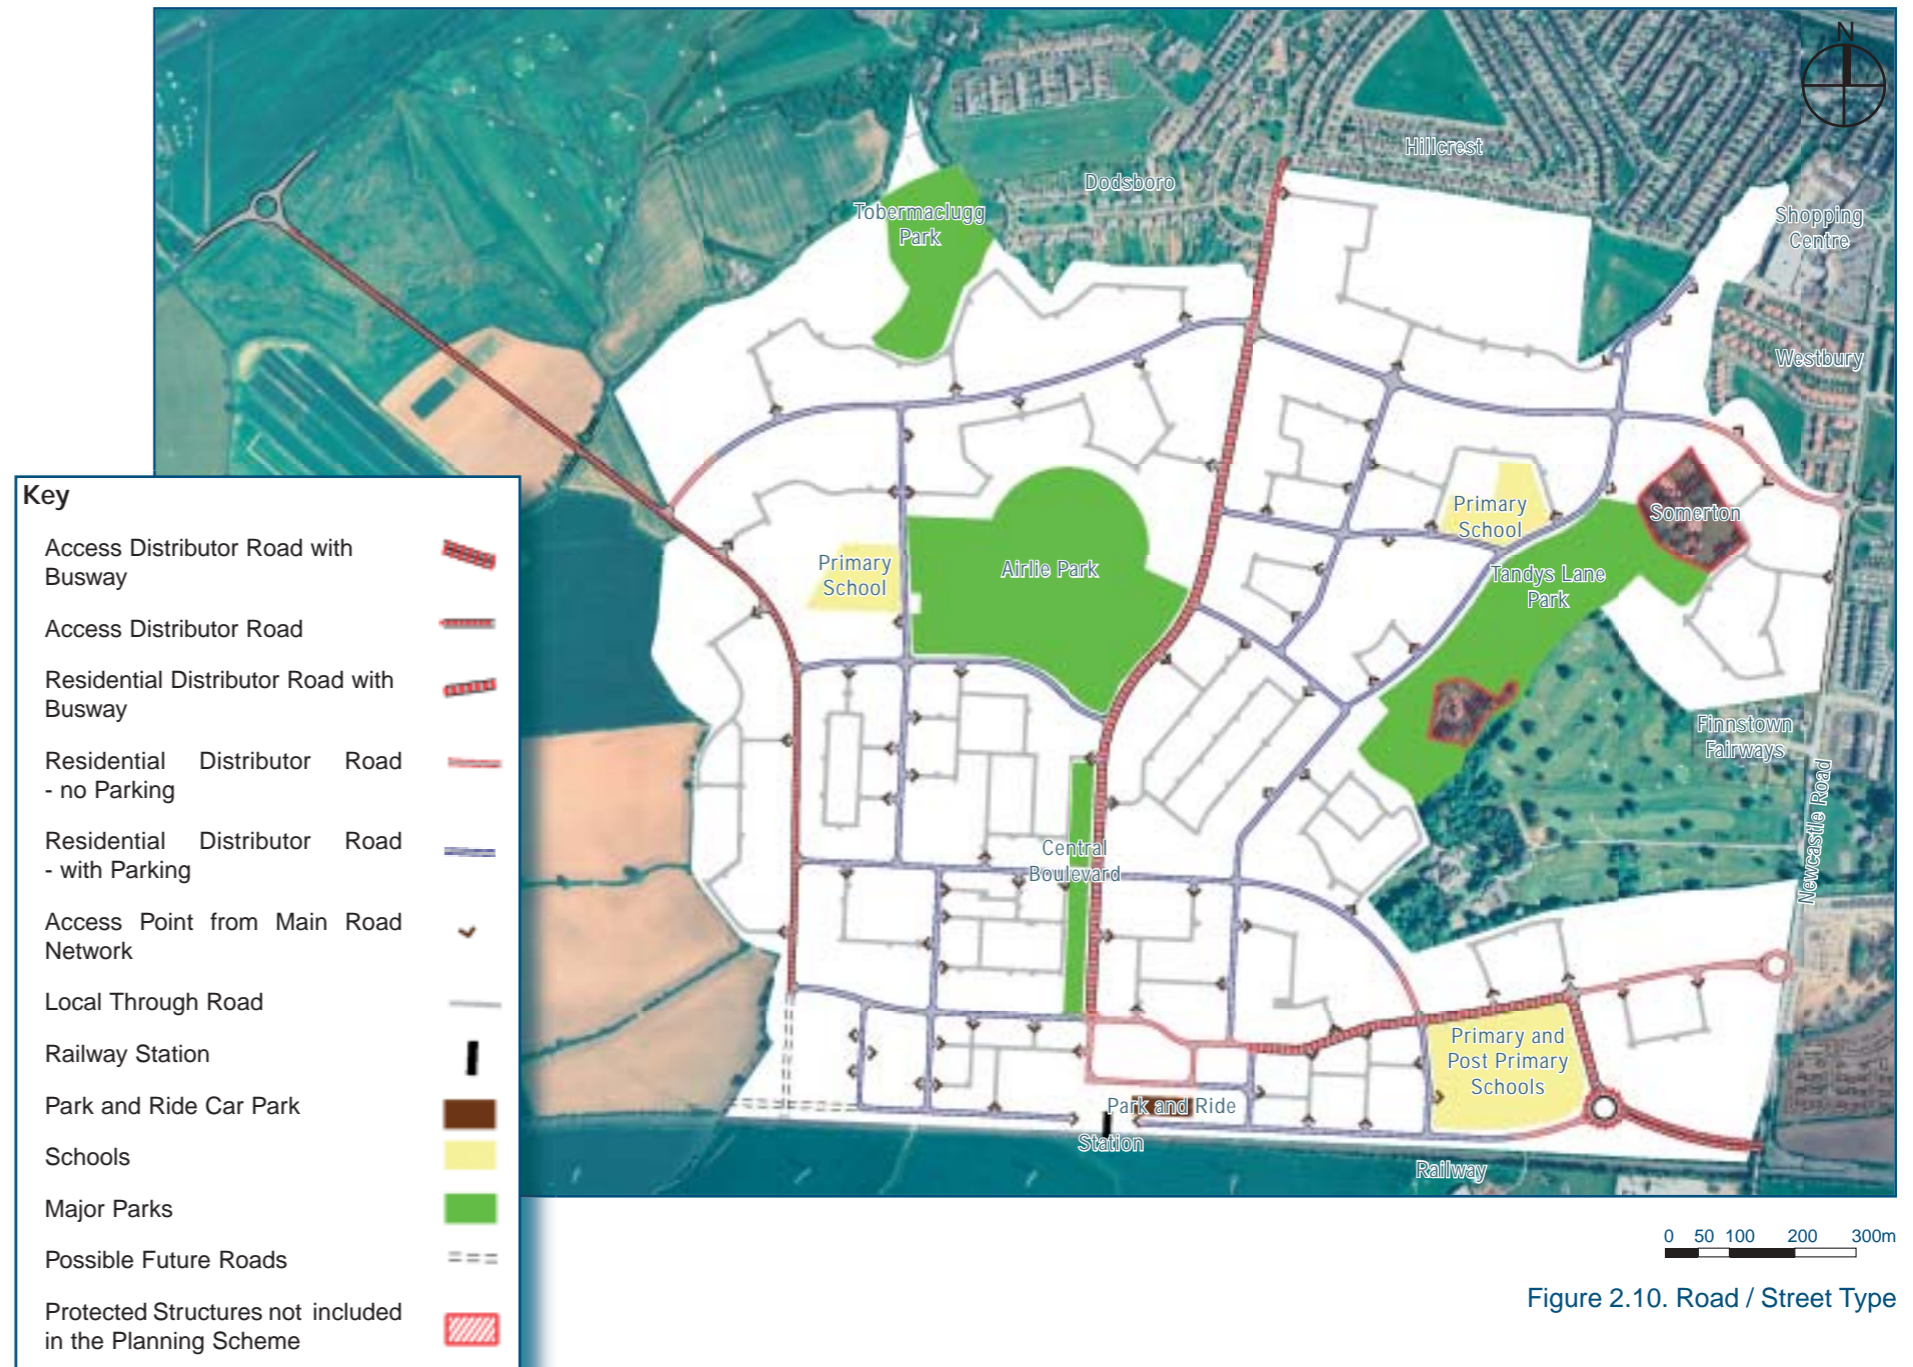 N
Hillcrest
Dodsboro
Tobermaclugg
Park
Shopping
Centre
Westbury
Primary
School
Somerton
Primary
School
Airlie Park
Tandys Lane
Park
Finnstown
Fairways
Newcastle Road
Central
Boulevard
Primary and
Post Primary
Schools
Park and Ride
Station
Railway
Key
Access Distributor Road with
Busway
Access Distributor Road
Residential Distributor Road with
Busway
Residential Distributor Road
- no Parking
Residential Distributor Road
- with Parking
Access Point from Main Road
Network
Local Through Road
Railway Station
Park and Ride Car Park
Schools
Major Parks
Possible Future Roads
Protected Structures not included
in the Planning Scheme
0 50 100 200 300m
Figure 2.10. Road / Street Type